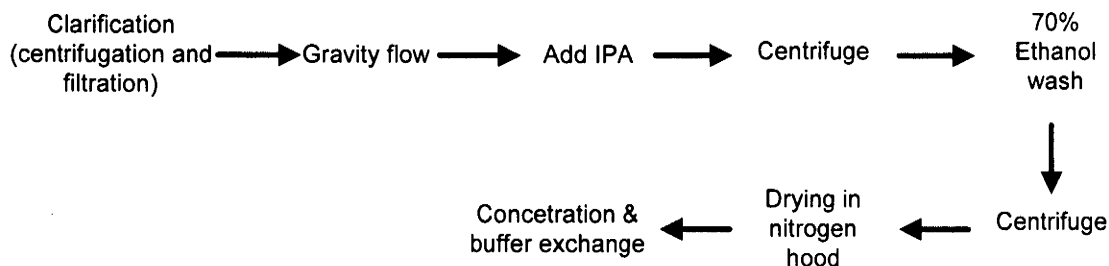 Clarification
(centrifugation and
filtration)
Gravity flow
Add IPA
Centrifuge
70%
Ethanol
wash
Centrifuge
Drying in
nitrogen
hood
Concetration &
buffer exchange